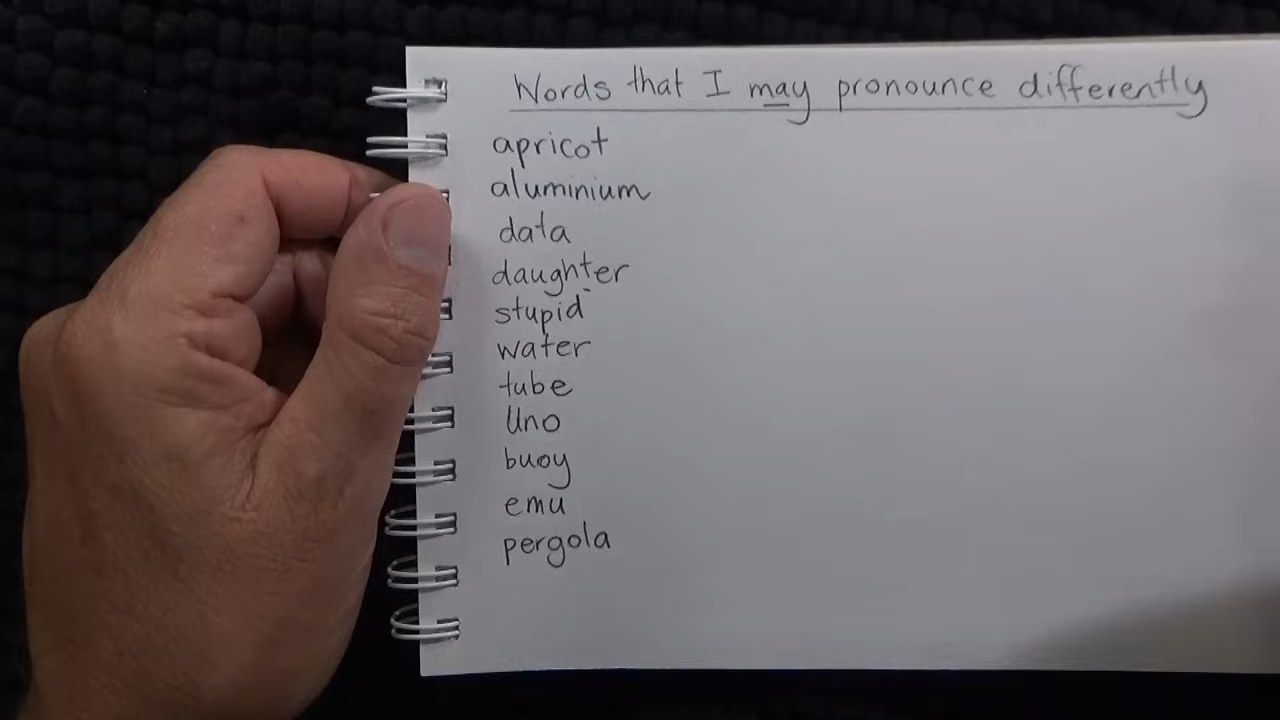 Words that I may pronounce differently
apricot
aluminium
data
daughter
stupid
water
tube
Uno
buoy
emu
pergola